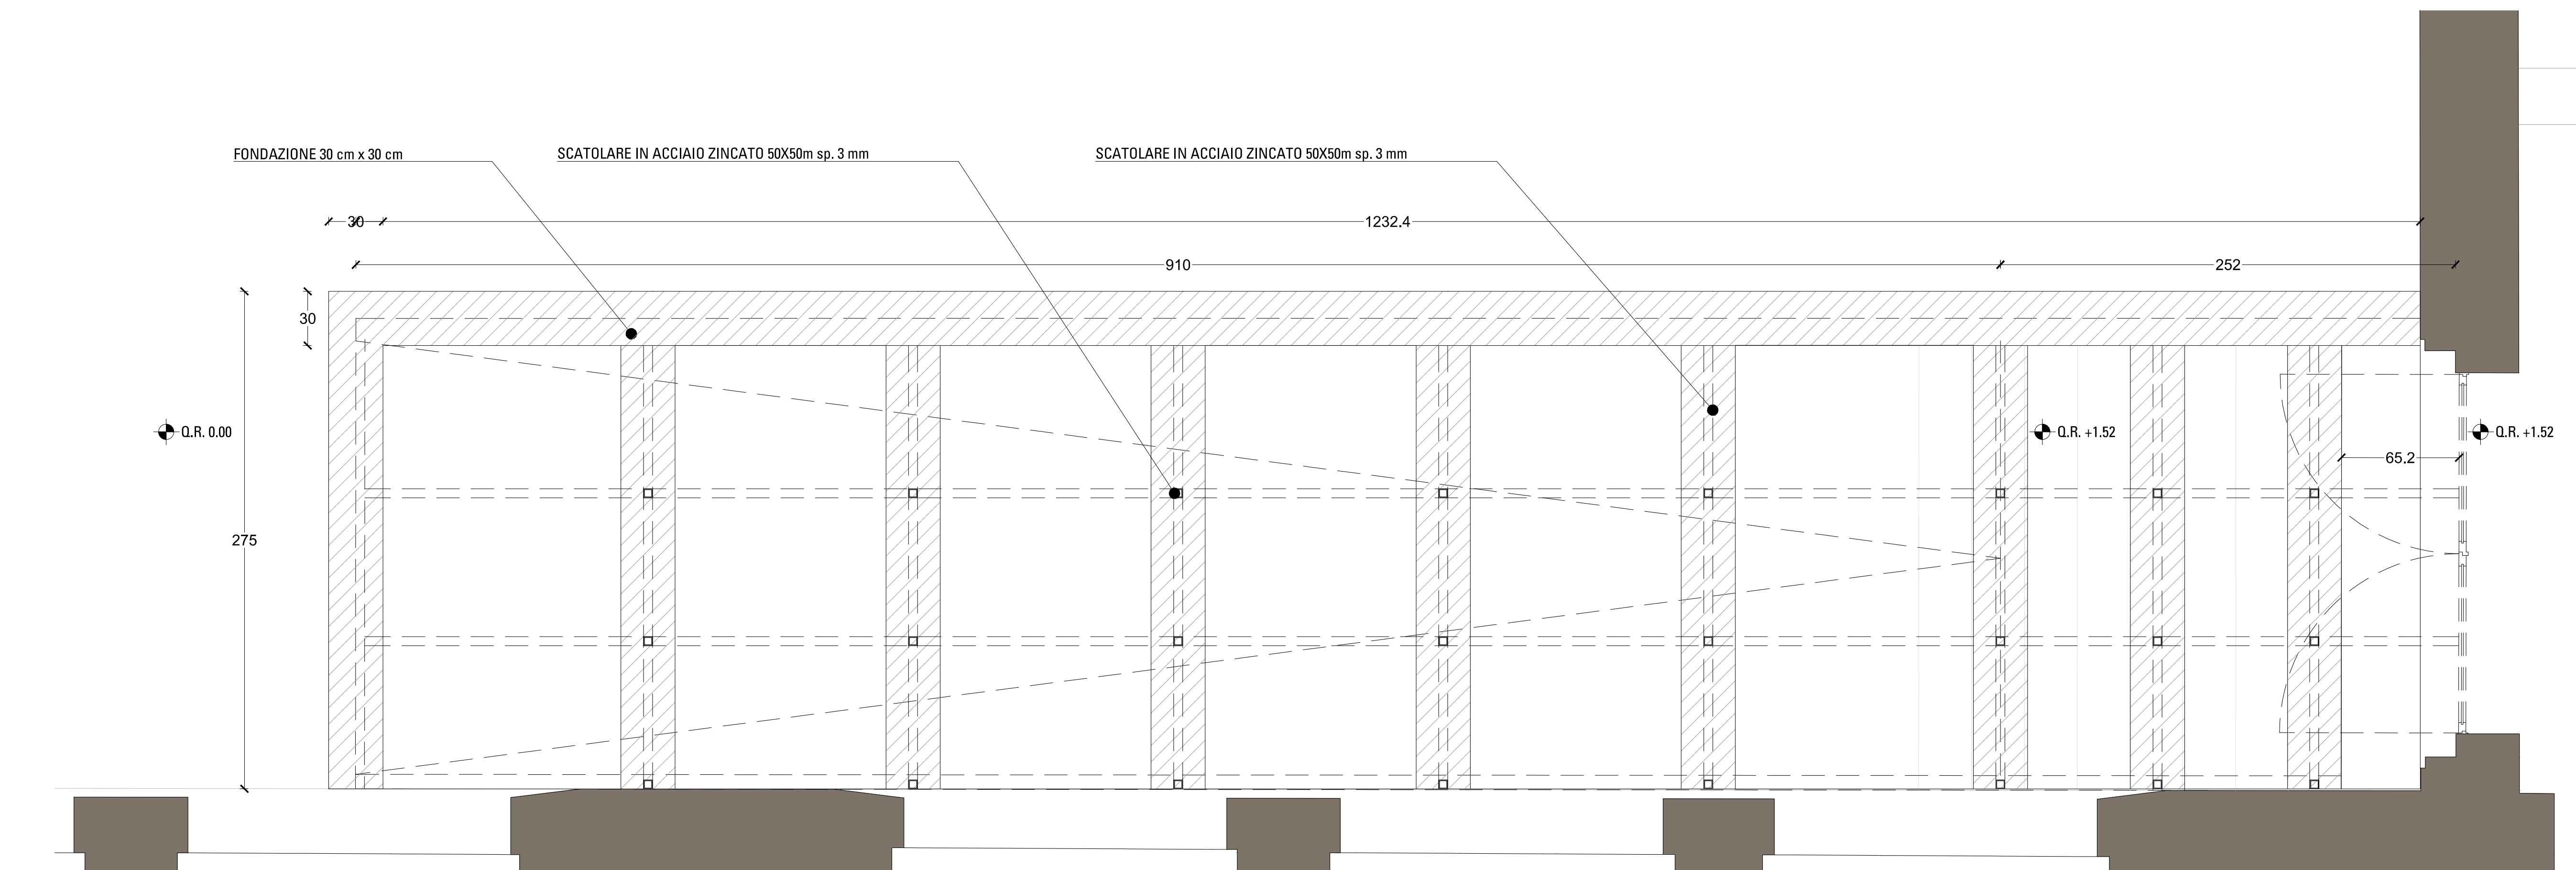 FONDAZIONE 30 cm x 30 cm
SCATOLARE IN ACCIAIO ZINCATO 50X50m sp. 3 mm
SCATOLARE IN ACCIAIO ZINCATO 50X50m sp. 3 mm
30
1232.4
910
252
30
Q.R. 0.00
Q.R. +1.52
Q.R. +1.52
65.2
275